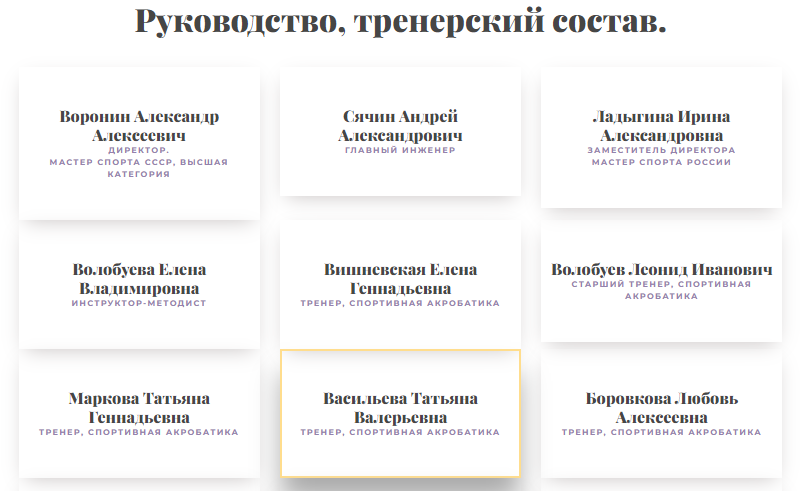 Руководство, тренерский состав.
Воронин Александр
Алексеевич
ДИРЕКТОР.
МАСТЕР СПОРТА СССР, ВЫСШАЯ
КАТЕГОРИЯ
Сячин Андрей
Александрович
ГЛАВНЫЙ ИНЖЕНЕР
Ладыгина Ирина
Александровна
ЗАМЕСТИТЕЛЬ ДИРЕКТОРА
МАСТЕР СПОРТА РОССИИ
Волобуева Елена
Владимировна
ИНСТРУКТОР-МЕТОДИСТ
Вишневская Елена
Геннадьевна
ТРЕНЕР, СПОРТИВНАЯ АКРОБАТИКА
Волобуев Леонид Иванович
СТАРШИЙ ТРЕНЕР, СПОРТИВНАЯ
АКРОБАТИКА
Маркова Татьяна
Геннадьевна
ТРЕНЕР, СПОРТИВНАЯ АКРОБАТИКА
Васильева Татьяна
Валерьевна
ТРЕНЕР, СПОРТИВНАЯ АКРОБАТИКА
Боровкова Любовь
Алексеевна
ТРЕНЕР, СПОРТИВНАЯ АКРОБАТИКА